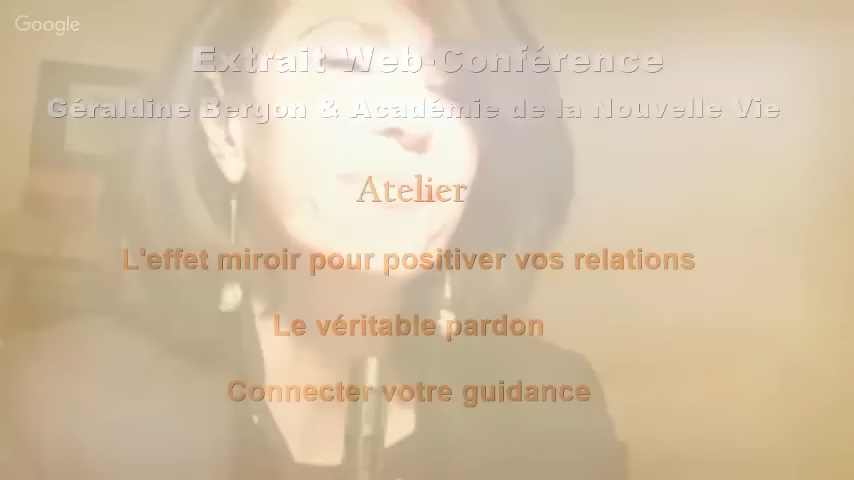 Google
Extrait Web-Conférence
Géraldine Bergon & Académie de la Nouvelle Vie
Atelier
L'effet miroir pour positiver vos relations
Le véritable pardon
Connecter votre guidance